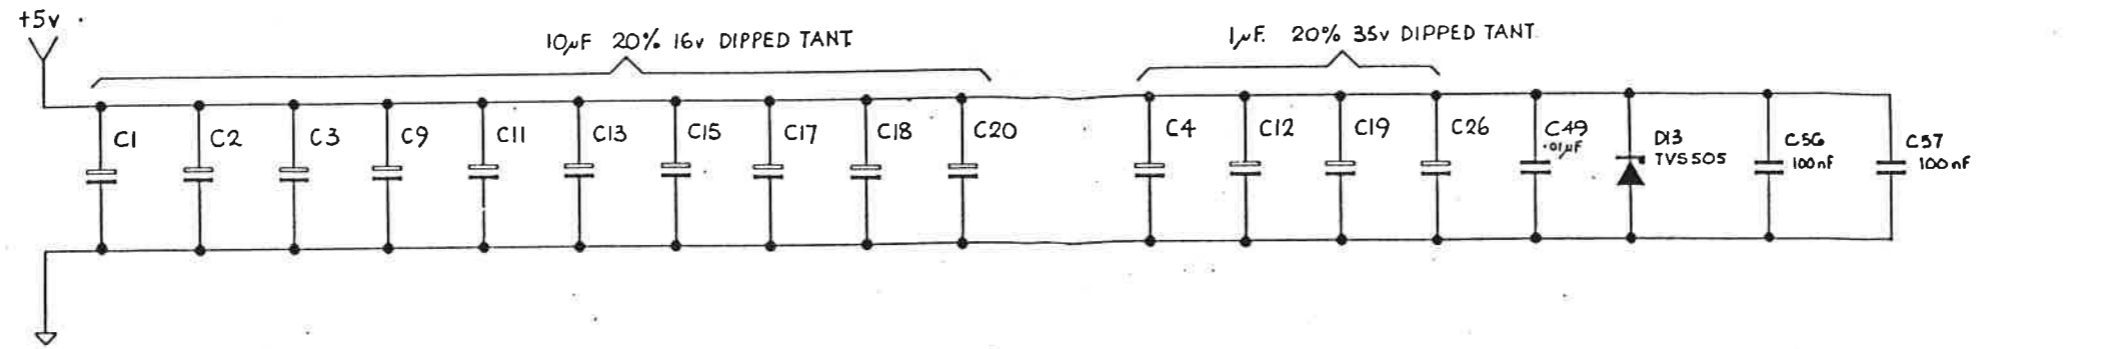 +5v
10µF 20% 16v DIPPED TANT
1µF. 20% 35v DIPPED TANT
C1
C2
C3
C9
C11
C13
C15
C17
C18
C20
C4
C12
C19
C26
C49
.01µF
D13
TVS505
C56
100nF
C57
100nF